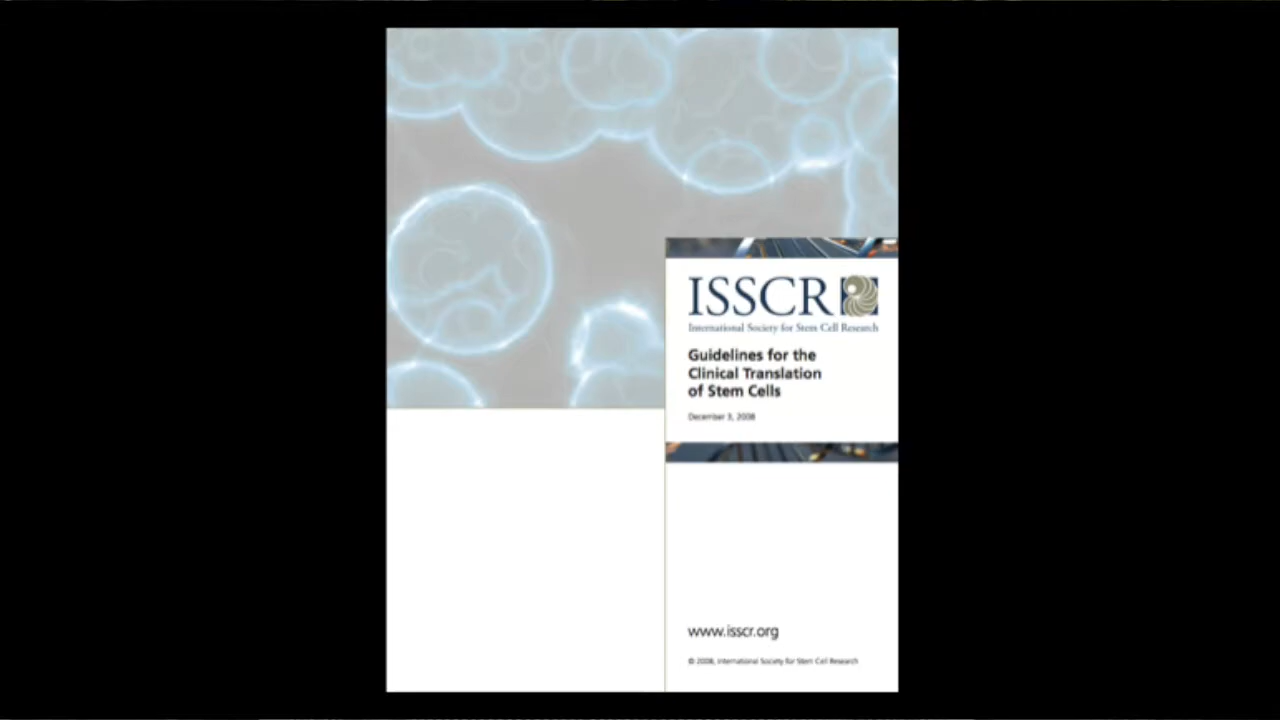 ISSCR
International Society for Stem Cell Research
Guidelines for the
Clinical Translation
of Stem Cells
December 3, 2008
www.isscr.org
© 2008, International Society for Stem Cell Research